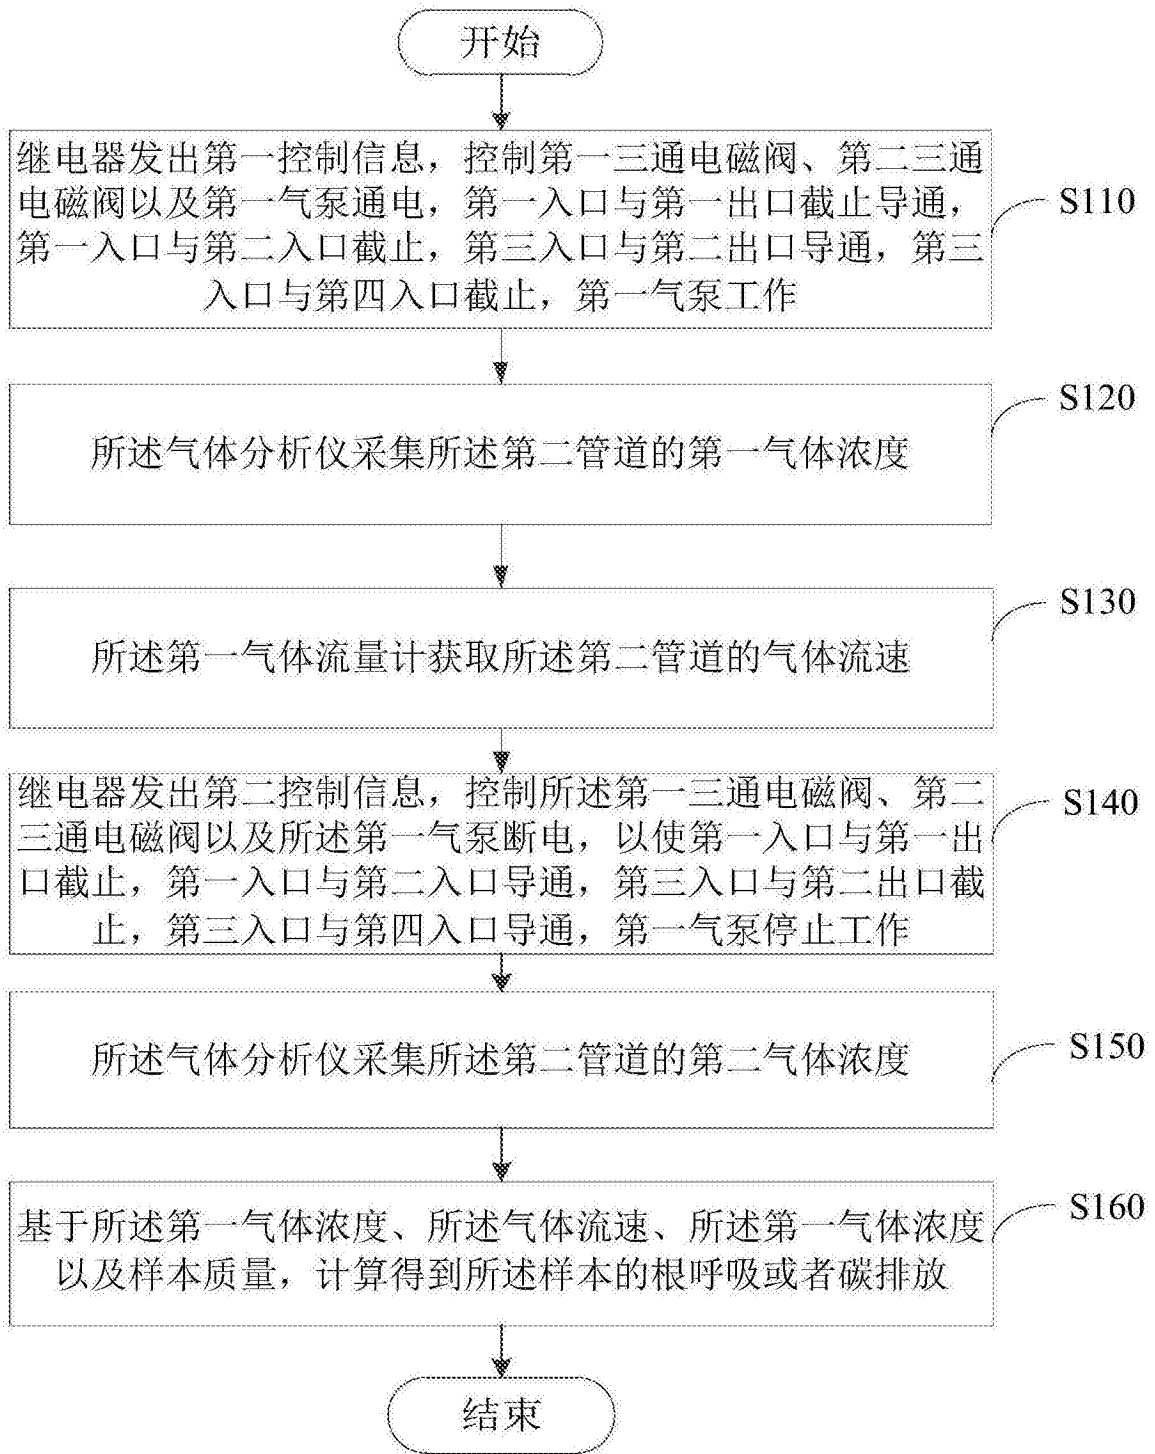 开始
继电器发出第一控制信息，控制第一三通电磁阀、第二三通
电磁阀以及第一气泵通电，第一入口与第一出口截止导通，
第一入口与第二入口截止，第三入口与第二出口导通，第三
入口与第四入口截止，第一气泵工作
S110
所述气体分析仪采集所述第二管道的第一气体浓度
S120
所述第一气体流量计获取所述第二管道的气体流速
S130
继电器发出第二控制信息，控制所述第一三通电磁阀、第二
三通电磁阀以及所述第一气泵断电，以使第一入口与第一出
口截止，第一入口与第二入口导通，第三入口与第二出口截
止，第三入口与第四入口导通，第一气泵停止工作
S140
所述气体分析仪采集所述第二管道的第二气体浓度
S150
基于所述第一气体浓度、所述气体流速、所述第一气体浓度
以及样本质量，计算得到所述样本的根呼吸或者碳排放
S160
结束